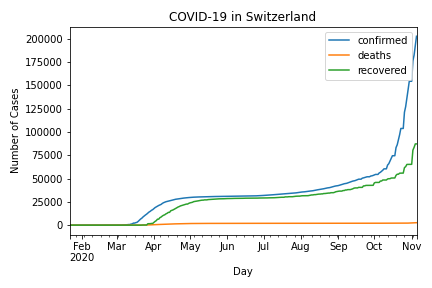 COVID-19 in Switzerland
Number of Cases
200000
175000
150000
125000
100000
75000
50000
25000
0
confirmed
deaths
recovered
Feb Mar Apr May Jun Jul Aug Sep Oct Nov
2020
Day